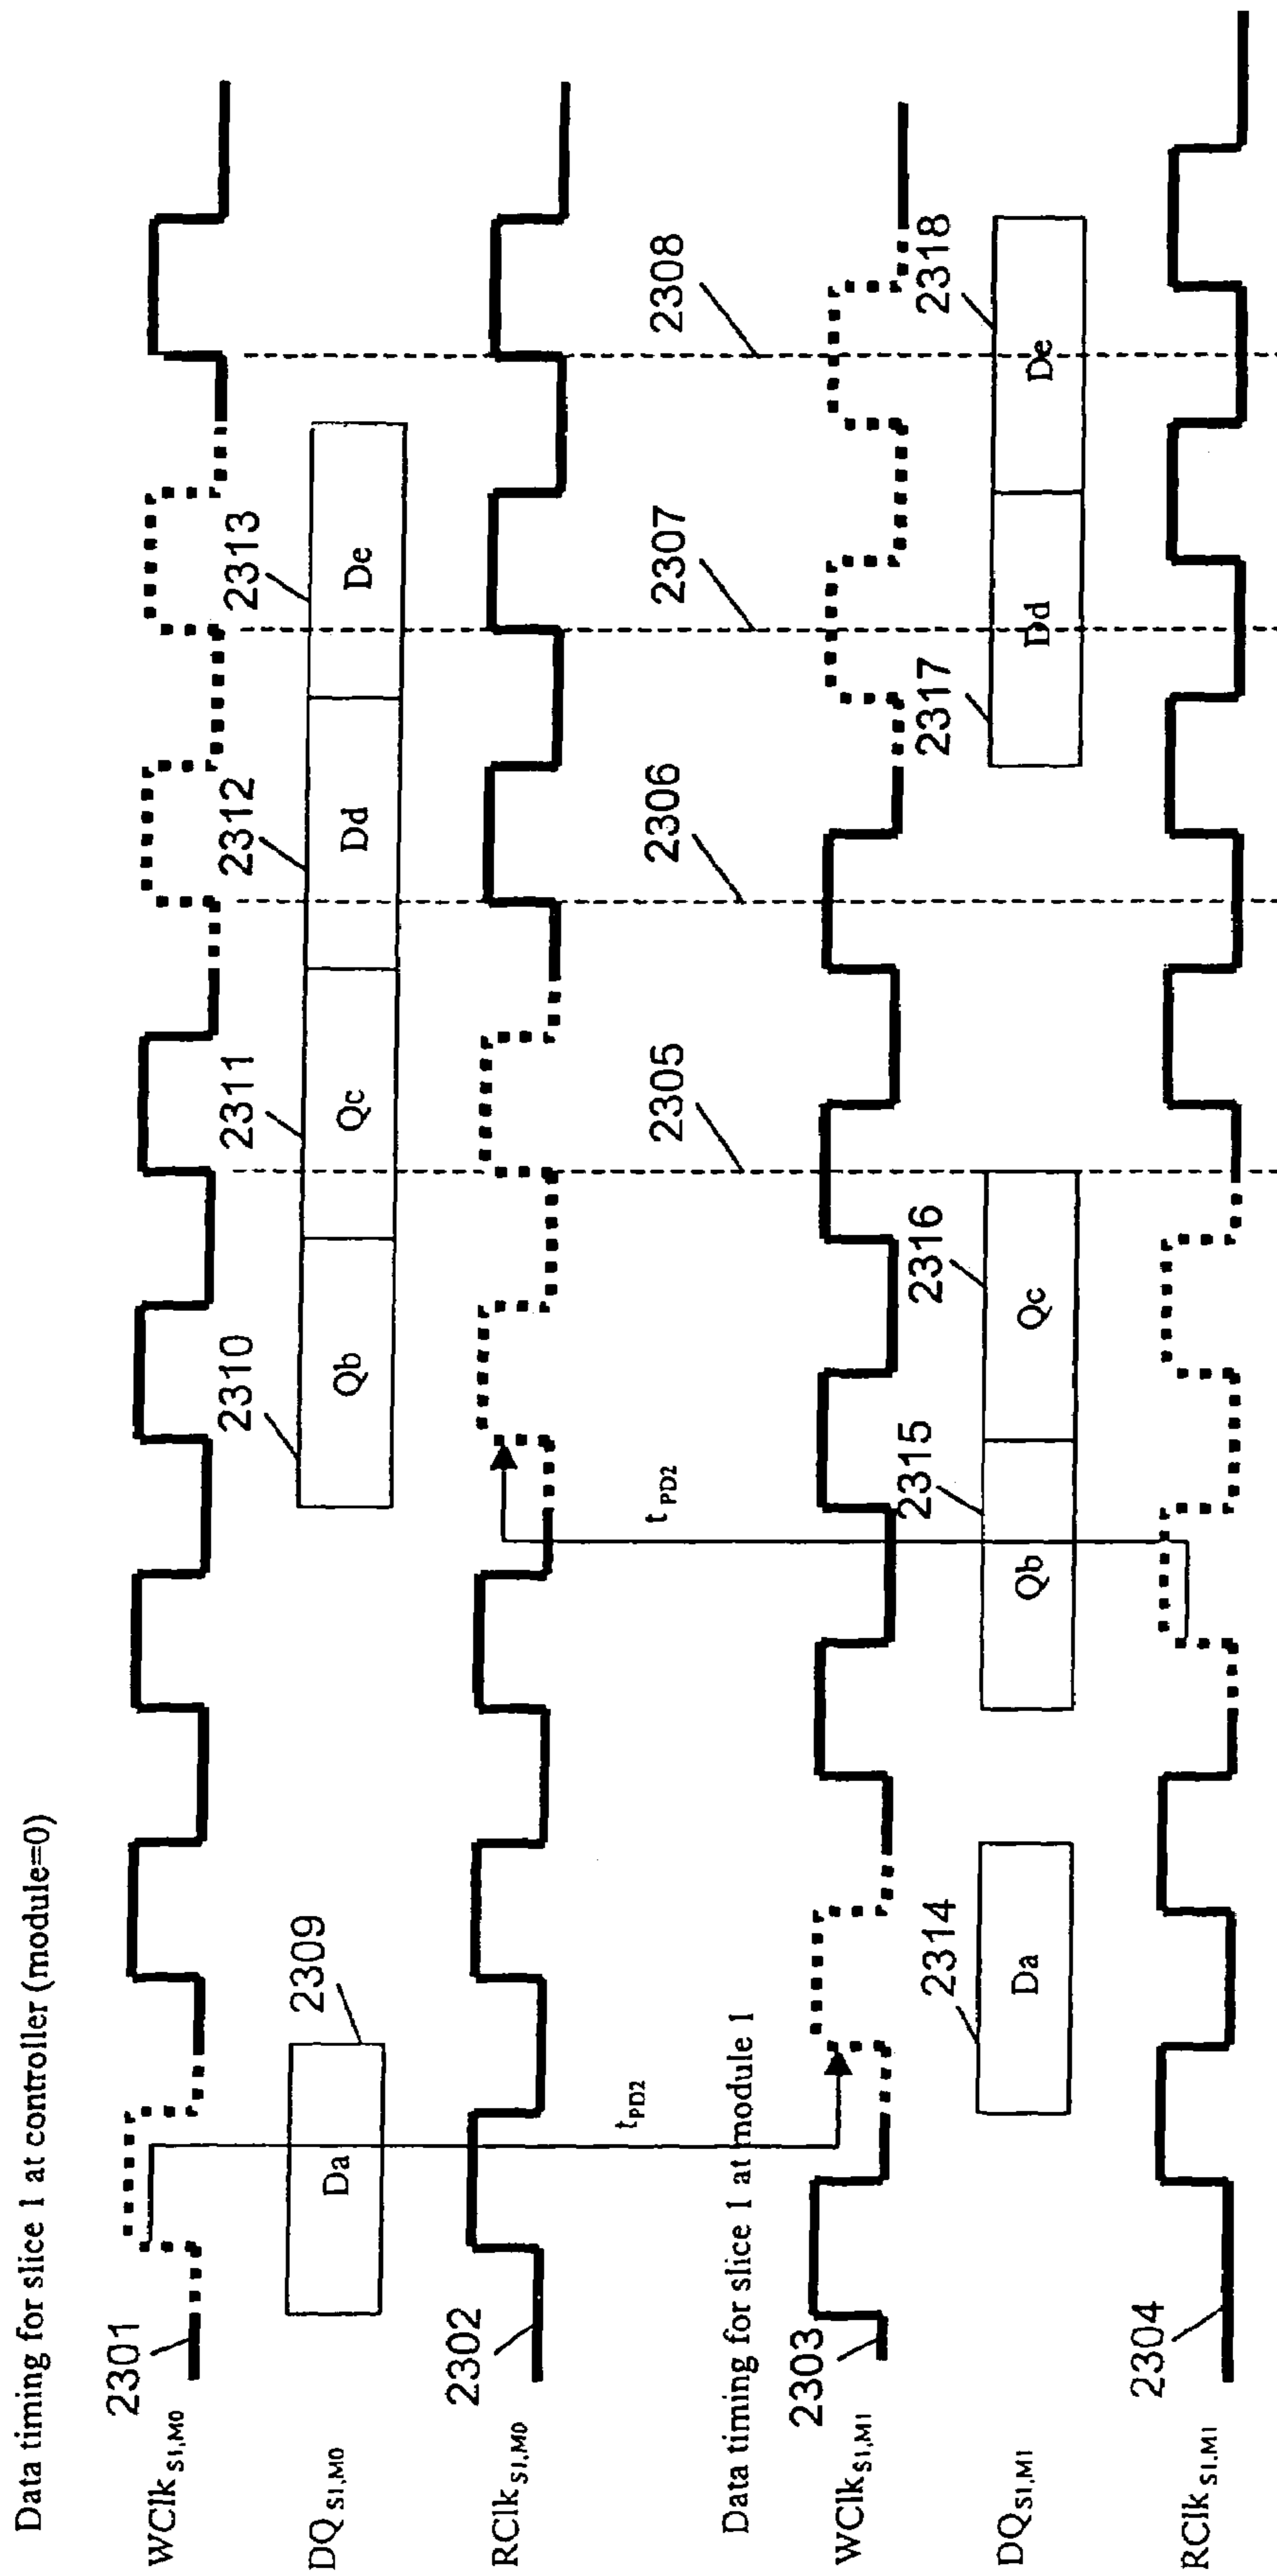 Data timing for slice 1 at controller (module=0)
WClk S1,M0
2301
DQ S1,M0
Da
2309
Qb
2310
Qc
2311
Dd
2312
De
2313
RClk S1,M0
2302
t PD2
t PD2
2305
2306
2307
2308
Data timing for slice 1 at module 1
WClk S1,M1
2303
DQ S1,M1
Da
2314
Qb
2315
Qc
2316
Dd
2317
De
2318
RClk S1,M1
2304